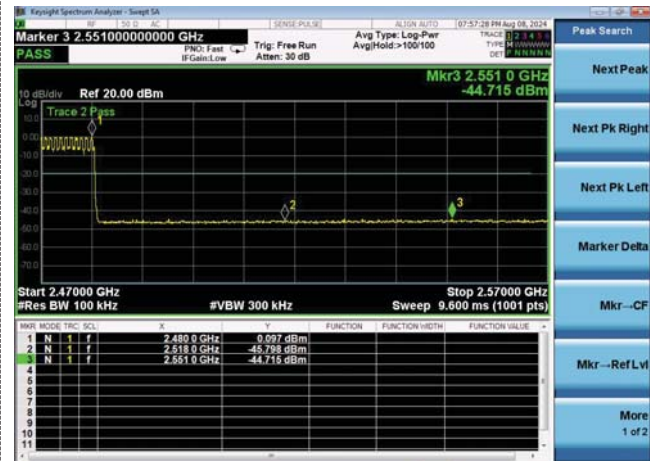 Keysight Spectrum Analyzer - Swept SA
RF 50 Ω AC SENSE:PULSE ALIGN AUTO 07:57:28 PM Aug 08, 2024
Marker 3 2.551000000000 GHz
PASS
PNO: Fast
IFGain:Low
Trig: Free Run
Atten: 30 dB
Avg Type: Log-Pwr
Avg|Hold:>100/100
TRACE 1 2 3 4 5 6
TYPE
DET P N N N N N
Mkr3 2.551 0 GHz
-44.715 dBm
10 dB/div Ref 20.00 dBm
Log
Trace 2 Pass
10.0
0.00
-10.0
-20.0
-30.0
-40.0
-50.0
-60.0
-70.0
1
2
3
Start 2.47000 GHz Stop 2.57000 GHz
#Res BW 100 kHz #VBW 300 kHz Sweep 9.600 ms (1001 pts)
MKR MODE TRC SCL X Y FUNCTION FUNCTION WIDTH FUNCTION VALUE
1 N 1 f 2.480 0 GHz 0.097 dBm
2 N 1 f 2.518 0 GHz -45.798 dBm
3 N 1 f 2.551 0 GHz -44.715 dBm
4
5
6
7
8
9
10
11
Peak Search
Next Peak
Next Pk Right
Next Pk Left
Marker Delta
Mkr→CF
Mkr→Ref Lvl
More
1 of 2